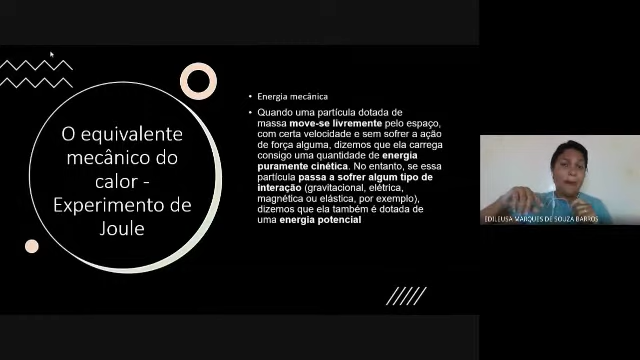 O equivalente
mecânico do
calor -
Experimento de
Joule
• Energia mecânica
• Quando uma partícula dotada de
massa move-se livremente pelo espaço,
com certa velocidade e sem sofrer a ação
de força alguma, dizemos que ela carrega
consigo uma quantidade de energia
puramente cinética. No entanto, se essa
partícula passa a sofrer algum tipo de
interação (gravitacional, elétrica,
magnética ou elástica, por exemplo),
dizemos que ela também é dotada de
uma energia potencial
EDILEUSA MARQUES DE SOUZA BARROS